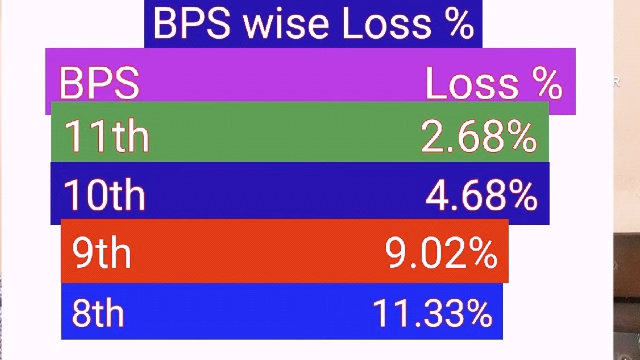 BPS wise Loss %
BPS Loss %
11th 2.68%
10th 4.68%
9th 9.02%
8th 11.33%